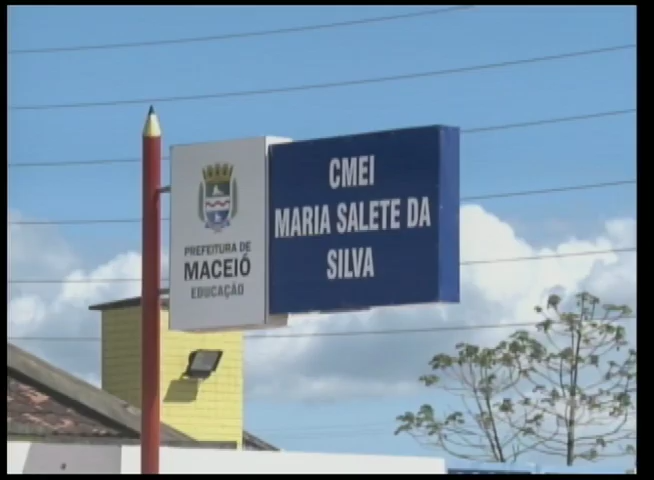 PREFEITURA DE
MACEIÓ
EDUCAÇÃO
CMEI
MARIA SALETE DA
SILVA